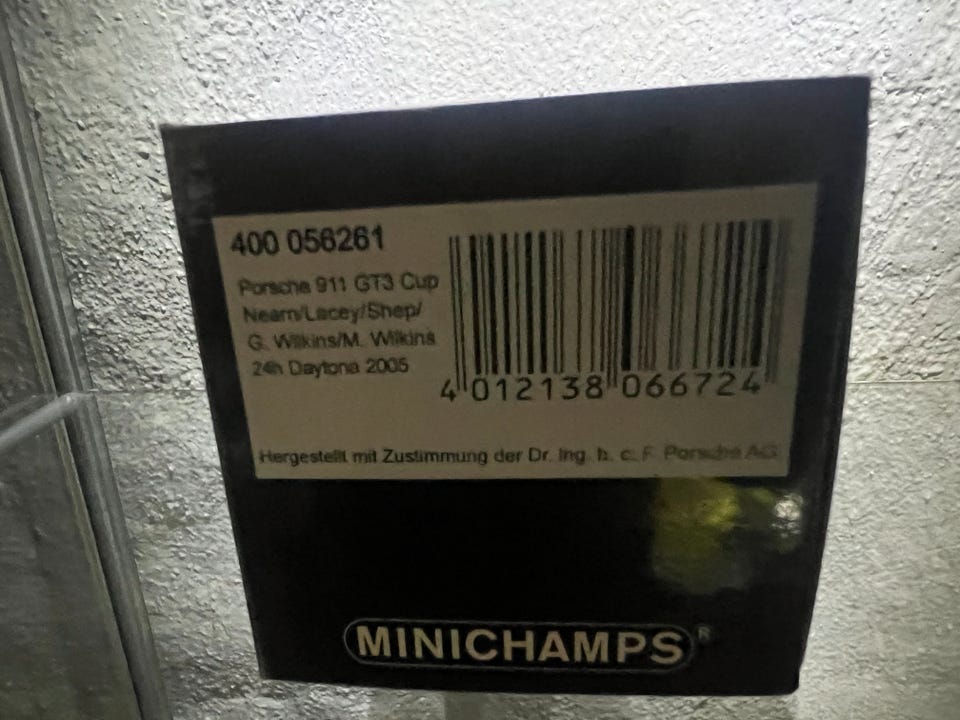 400 056261
Porsche 911 GT3 Cup
Nearn/Lacey/Shep/
G. Wilkins/M. Wilkins
24h Daytona 2005
4 012138 066724
Hergestellt mit Zustimmung der Dr. Ing. h. c. F. Porsche AG
MINICHAMPS®